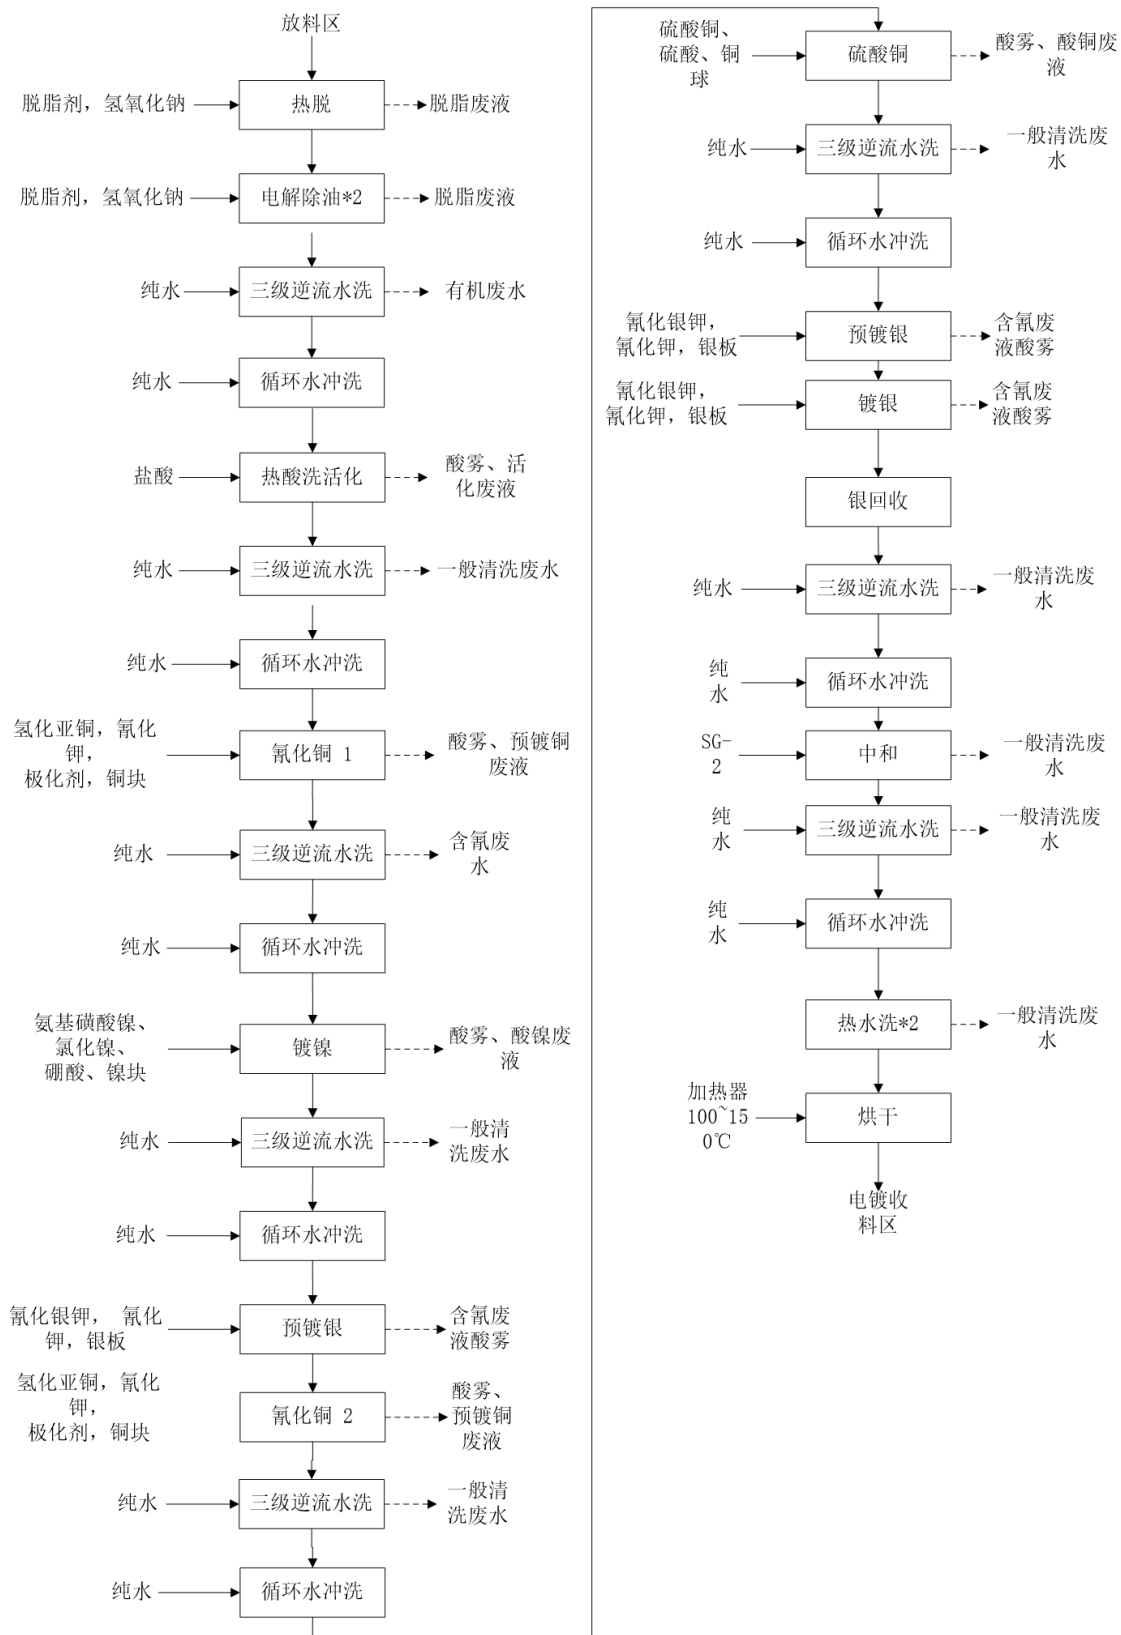 放料区
脱脂剂，氢氧化钠
热脱
脱脂废液
脱脂剂，氢氧化钠
电解除油*2
脱脂废液
纯水
三级逆流水洗
有机废水
纯水
循环水冲洗
盐酸
热酸洗活化
酸雾、活
化废液
纯水
三级逆流水洗
一般清洗废水
纯水
循环水冲洗
氢化亚铜，氰化
钾，
极化剂，铜块
氰化铜 1
酸雾、预镀铜
废液
纯水
三级逆流水洗
含氰废
水
纯水
循环水冲洗
氨基磺酸镍、
氯化镍、
硼酸、镍块
镀镍
酸雾、酸镍废
液
纯水
三级逆流水洗
一般清
洗废水
纯水
循环水冲洗
氰化银钾， 氰化
钾，银板
预镀银
含氰废
液酸雾
氢化亚铜，氰化
钾，
极化剂，铜块
氰化铜 2
酸雾、
预镀铜
废液
纯水
三级逆流水洗
一般清
洗废水
纯水
循环水冲洗
硫酸铜、
硫酸、铜
球
硫酸铜
酸雾、酸铜废
液
纯水
三级逆流水洗
一般清洗废
水
纯水
循环水冲洗
氰化银钾，
氰化钾，银板
预镀银
含氰废
液酸雾
氰化银钾，
氰化钾，银板
镀银
含氰废
液酸雾
银回收
纯水
三级逆流水洗
一般清洗废
水
纯
水
循环水冲洗
SG-
2
中和
一般清洗废
水
纯
水
三级逆流水洗
一般清洗废
水
纯
水
循环水冲洗
热水洗*2
一般清洗废
水
加热器
100~15
0℃
烘干
电镀收
料区